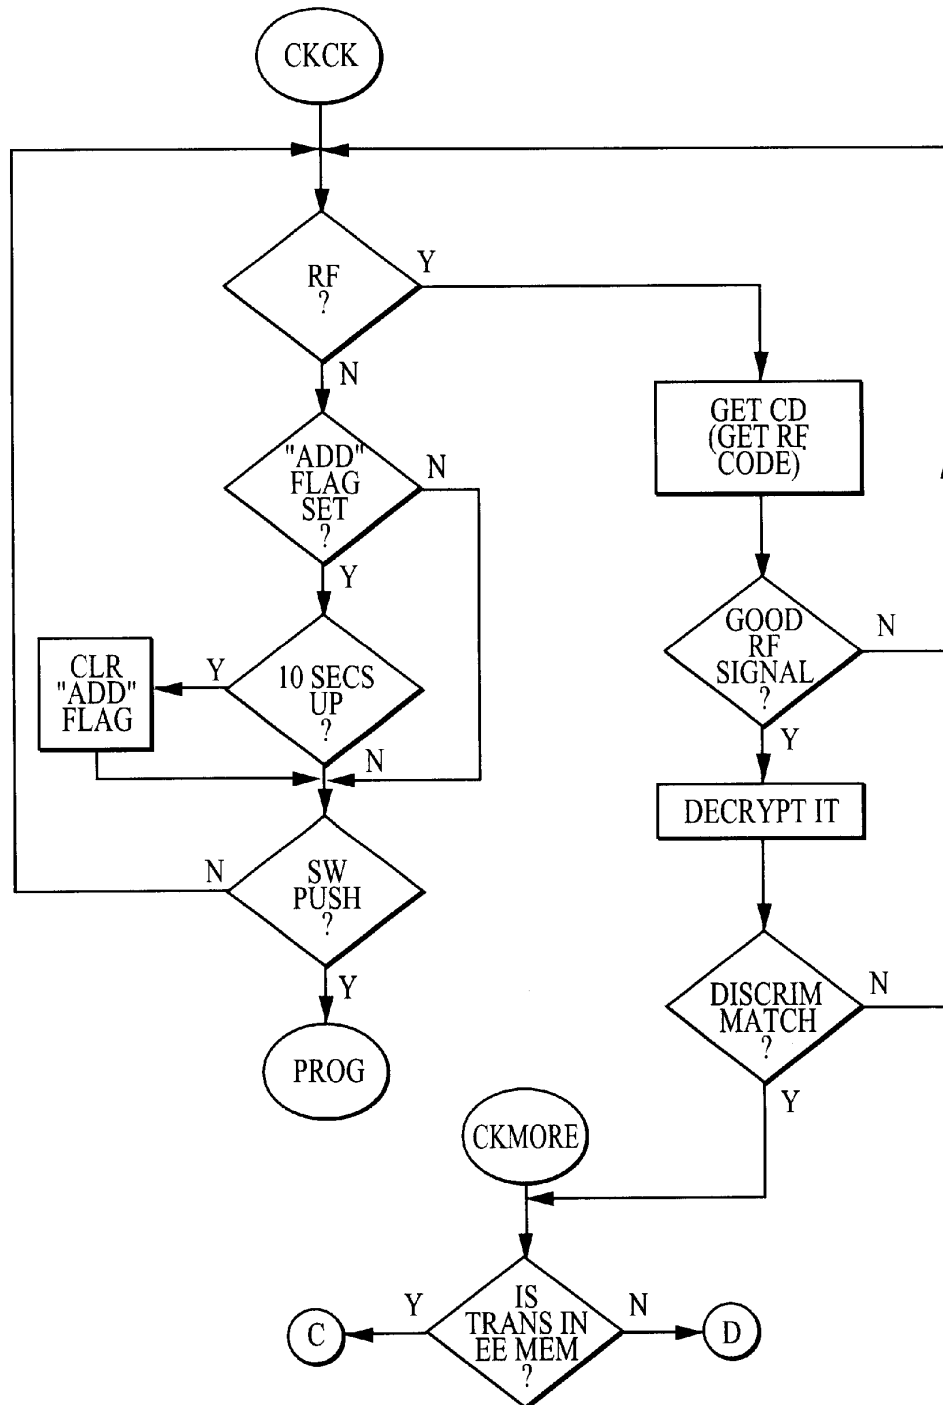 CKCK
RF
?
Y
N
GET CD
(GET RF
CODE)
"ADD"
FLAG
SET
?
N
Y
GOOD
RF
SIGNAL
?
N
Y
CLR
"ADD"
FLAG
Y
10 SECS
UP
?
N
DECRYPT IT
SW
PUSH
?
N
Y
DISCRIM
MATCH
?
N
Y
PROG
CKMORE
IS
TRANS IN
EE MEM
?
Y
N
C
D